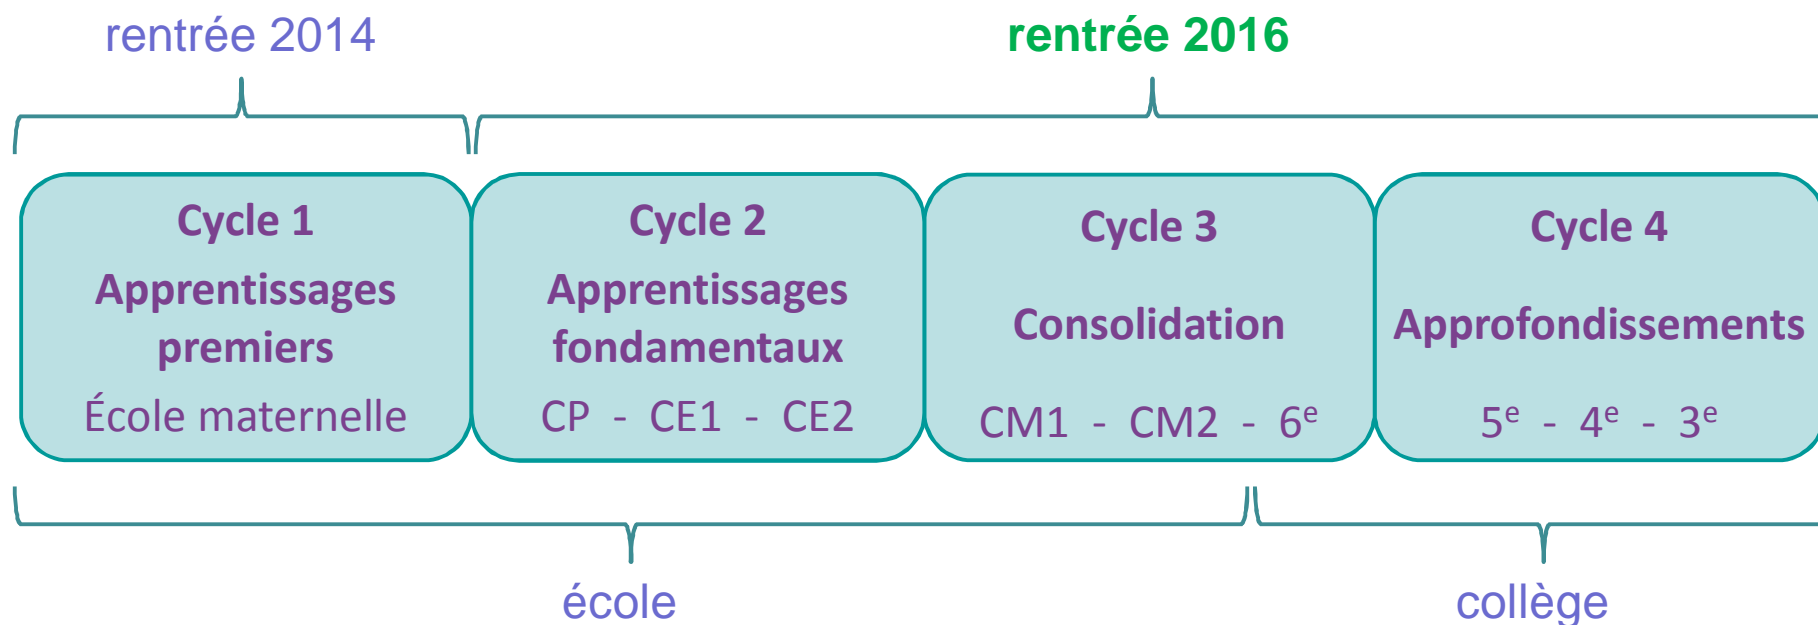 rentrée 2014
rentrée 2016
Cycle 1
Apprentissages
premiers
École maternelle
Cycle 2
Apprentissages
fondamentaux
CP - CE1 - CE2
Cycle 3
Consolidation
CM1 - CM2 - 6e
Cycle 4
Approfondissements
5e - 4e - 3e
école
collège